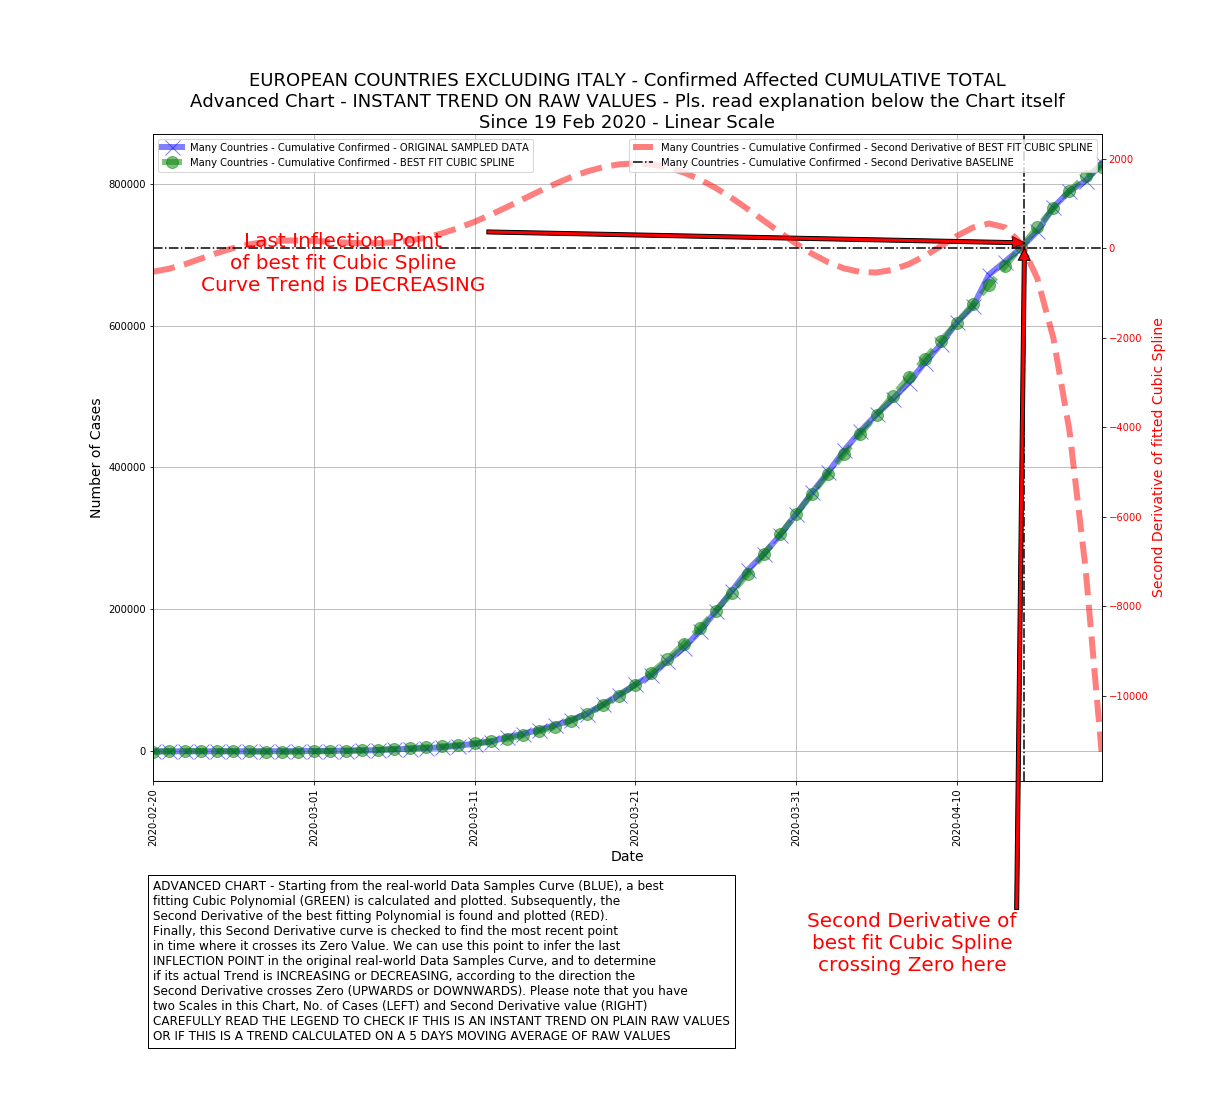 EUROPEAN COUNTRIES EXCLUDING ITALY - Confirmed Affected CUMULATIVE TOTAL
Advanced Chart - INSTANT TREND ON RAW VALUES - Pls. read explanation below the Chart itself
Since 19 Feb 2020 - Linear Scale
Many Countries - Cumulative Confirmed - ORIGINAL SAMPLED DATA
Many Countries - Cumulative Confirmed - BEST FIT CUBIC SPLINE
Many Countries - Cumulative Confirmed - Second Derivative of BEST FIT CUBIC SPLINE
Many Countries - Cumulative Confirmed - Second Derivative BASELINE
Last Inflection Point
of best fit Cubic Spline
Curve Trend is DECREASING
Number of Cases
800000
600000
400000
200000
0
2000
0
−2000
−4000
−6000
−8000
−10000
Second Derivative of fitted Cubic Spline
2020-02-20
2020-03-01
2020-03-11
2020-03-21
2020-03-31
2020-04-10
Date
Second Derivative of
best fit Cubic Spline
crossing Zero here
ADVANCED CHART - Starting from the real-world Data Samples Curve (BLUE), a best
fitting Cubic Polynomial (GREEN) is calculated and plotted. Subsequently, the
Second Derivative of the best fitting Polynomial is found and plotted (RED).
Finally, this Second Derivative curve is checked to find the most recent point
in time where it crosses its Zero Value. We can use this point to infer the last
INFLECTION POINT in the original real-world Data Samples Curve, and to determine
if its actual Trend is INCREASING or DECREASING, according to the direction the
Second Derivative crosses Zero (UPWARDS or DOWNWARDS). Please note that you have
two Scales in this Chart, No. of Cases (LEFT) and Second Derivative value (RIGHT)
CAREFULLY READ THE LEGEND TO CHECK IF THIS IS AN INSTANT TREND ON PLAIN RAW VALUES
OR IF THIS IS A TREND CALCULATED ON A 5 DAYS MOVING AVERAGE OF RAW VALUES